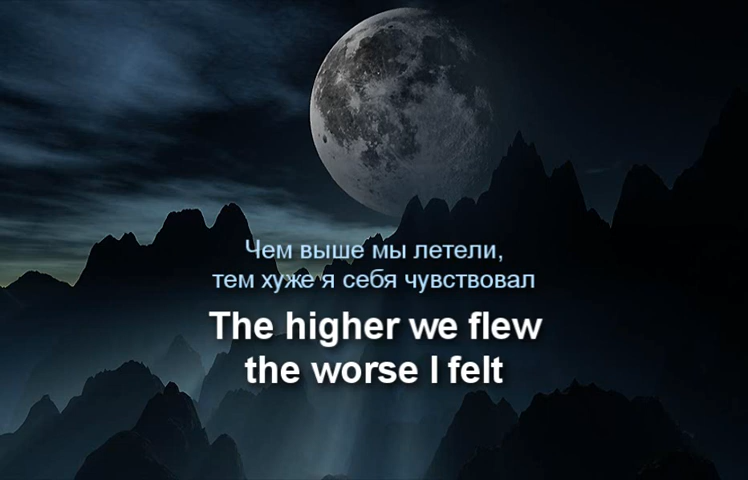 Чем выше мы летели,
тем хуже я себя чувствовал
The higher we flew
the worse I felt